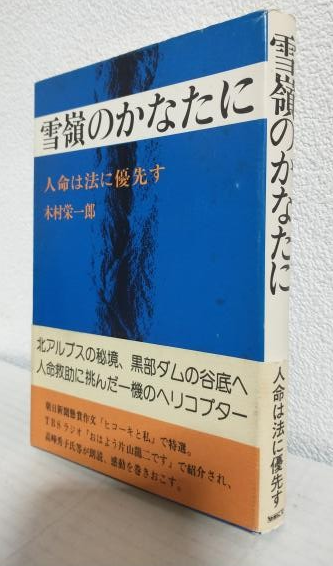 雪嶺のかなたに
人命は法に優先す
木村栄一郎
北アルプスの秘境、黒部ダムの谷底へ
人命救助に挑んだ一機のヘリコプター
朝日新聞懸賞作文「ヒコーキと私」で特選。
TBSラジオ「おはよう片山龍二です」で紹介され、
高峰秀子氏等が朗読、感動を巻きおこす。
雪嶺のかなたに
人命は法に優先す